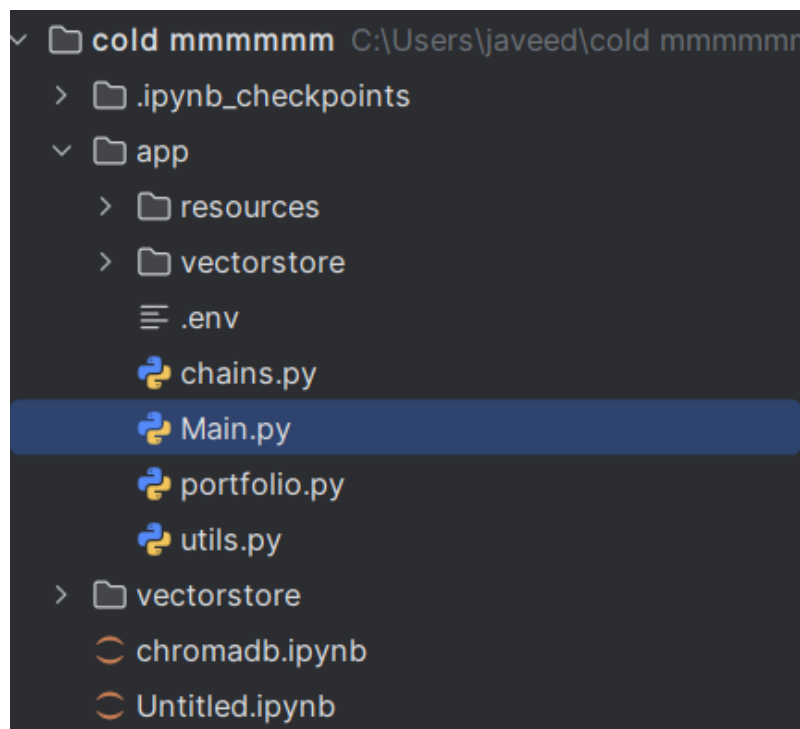 cold mmmmmm C:\Users\javeed\cold mmmmmm
.ipynb_checkpoints
app
resources
vectorstore
.env
chains.py
Main.py
portfolio.py
utils.py
vectorstore
chromadb.ipynb
Untitled.ipynb